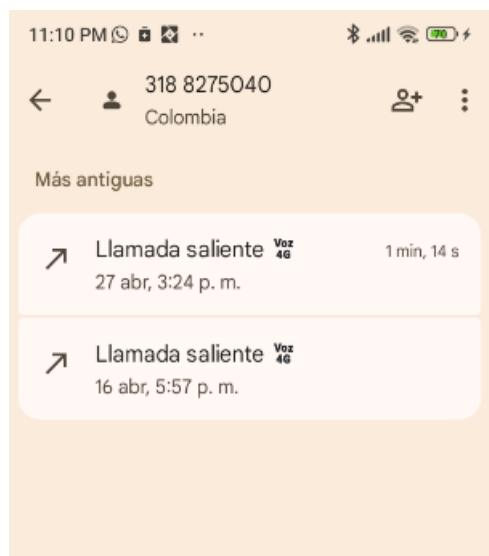 11:10 PM
70
318 8275040
Colombia
Más antiguas
Llamada saliente Voz 4G
1 min, 14 s
27 abr, 3:24 p. m.
Llamada saliente Voz 4G
16 abr, 5:57 p. m.